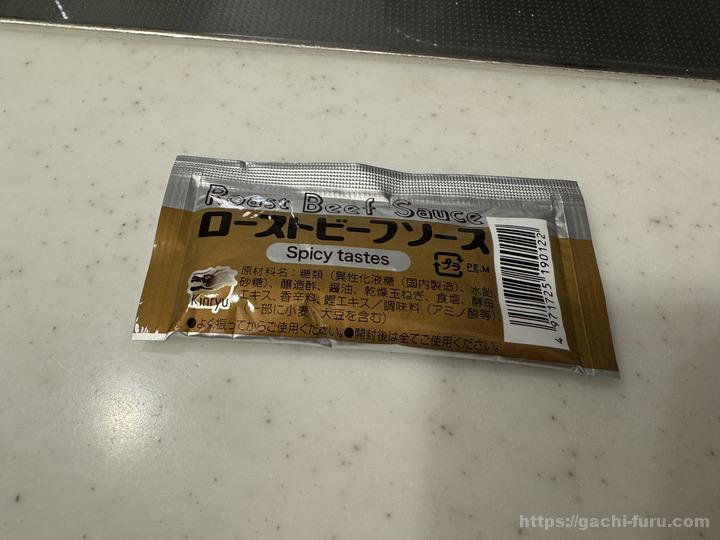 Roast Beef Sauce
ローストビーフソース
Spicy tastes
プラ PE,M
Kinryu
原材料名：糖類（異性化液糖（国内製造）、水飴、
砂糖）、醸造酢、醤油、乾燥玉ねぎ、食塩、酵母
エキス、香辛料、鰹エキス／調味料（アミノ酸等）、
（一部に小麦、大豆を含む）
●よく振ってからご使用ください。●開封後は全てご使用ください。
4 971725 190122
https://gachi-furu.com